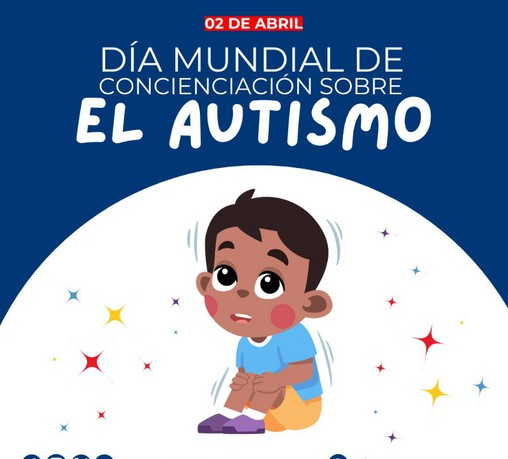 02 DE ABRIL
DÍA MUNDIAL DE
CONCIENCIACIÓN SOBRE
EL AUTISMO